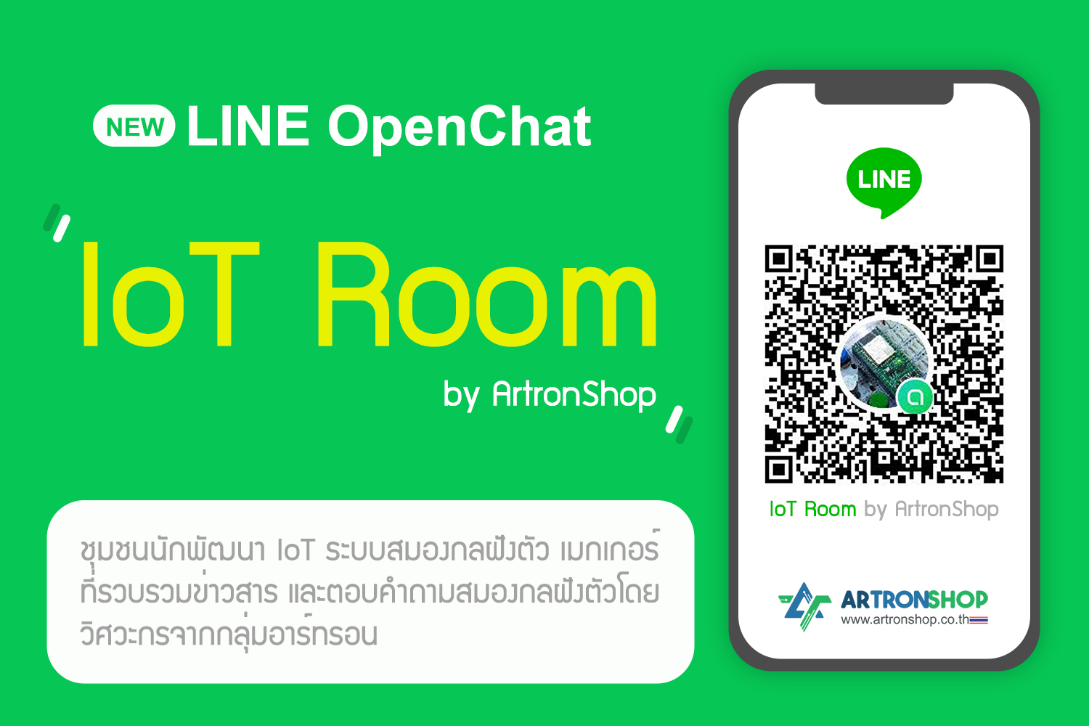 NEW LINE OpenChat
IoT Room
by ArtronShop
ชุมชนนักพัฒนา IoT ระบบสมองกลฝังตัว เมกเกอร์
ที่รวบรวมข่าวสาร และตอบคำถามสมองกลฝังตัวโดย
วิศวะกรจากกลุ่มอาร์ทรอน
LINE
IoT Room by ArtronShop
ARTRONSHOP
www.artronshop.co.th